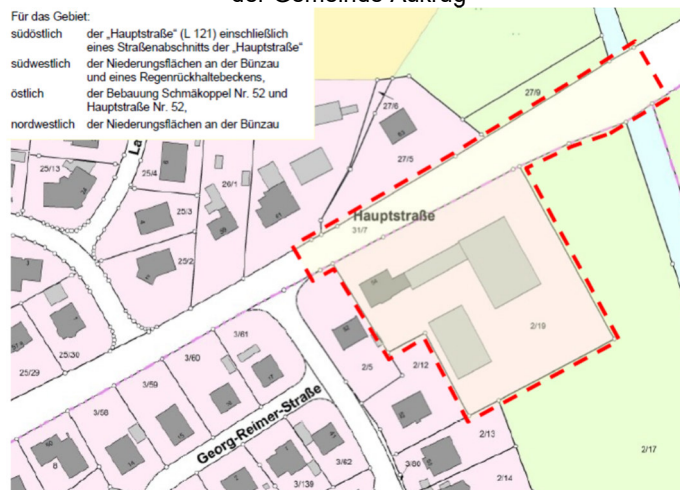 der Gemeinde Aukrug
Für das Gebiet:
südöstlich der „Hauptstraße" (L 121) einschließlich
eines Straßenabschnitts der „Hauptstraße"
südwestlich der Niederungsflächen an der Bünzau
und eines Regenrückhaltebeckens,
östlich der Bebauung Schmäkoppel Nr. 52 und
Hauptstraße Nr. 52,
nordwestlich der Niederungsflächen an der Bünzau
27/9
27/6
27/5
25/13
25/4
26/1
25/3
25/2
Hauptstraße
31/7
2/19
3/61
3/60
3/59
3/58
25/29
25/30
2/5
2/12
2/13
2/14
2/17
Georg-Reimer-Straße
3/62
3/139
8